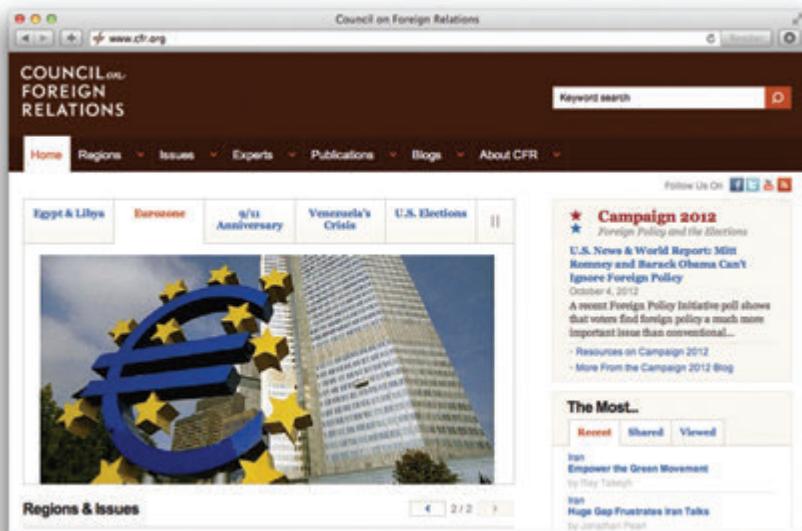 Council on Foreign Relations
www.cfr.org
Reader
COUNCIL on
FOREIGN
RELATIONS
Keyword search
Home Regions Issues Experts Publications Blogs About CFR
Follow Us On
Egypt & Libya Eurozone 9/11 Anniversary Venezuela's Crisis U.S. Elections
Campaign 2012
Foreign Policy and the Elections
U.S. News & World Report: Mitt
Romney and Barack Obama Can't
Ignore Foreign Policy
October 4, 2012
A recent Foreign Policy Initiative poll shows
that voters find foreign policy a much more
important issue than conventional...
- Resources on Campaign 2012
- More From the Campaign 2012 Blog
The Most...
Recent Shared Viewed
Iran
Empower the Green Movement
by Ray Takeyh
Iran
Huge Gap Frustrates Iran Talks
by Jonathan
Regions & Issues
2 / 2